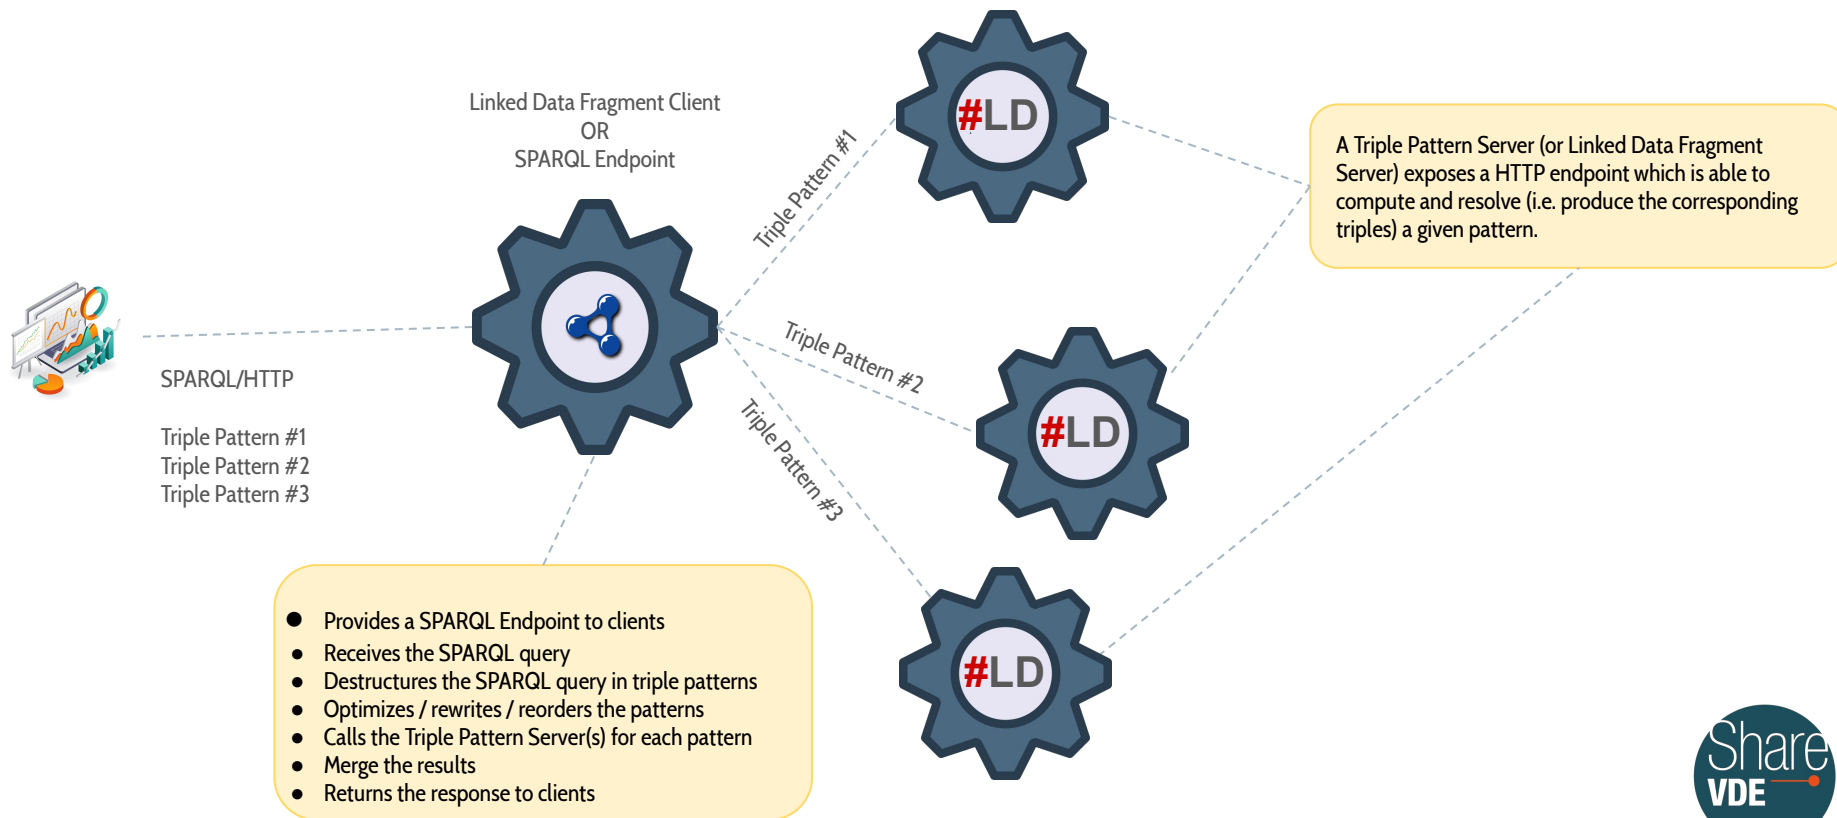 Linked Data Fragment Client
OR
SPARQL Endpoint
SPARQL/HTTP
Triple Pattern #1
Triple Pattern #2
Triple Pattern #3
Triple Pattern #1
Triple Pattern #2
Triple Pattern #3
#LD
#LD
#LD
A Triple Pattern Server (or Linked Data Fragment
Server) exposes a HTTP endpoint which is able to
compute and resolve (i.e. produce the corresponding
triples) a given pattern.
● Provides a SPARQL Endpoint to clients
● Receives the SPARQL query
● Destructures the SPARQL query in triple patterns
● Optimizes / rewrites / reorders the patterns
● Calls the Triple Pattern Server(s) for each pattern
● Merge the results
● Returns the response to clients
Share
VDE